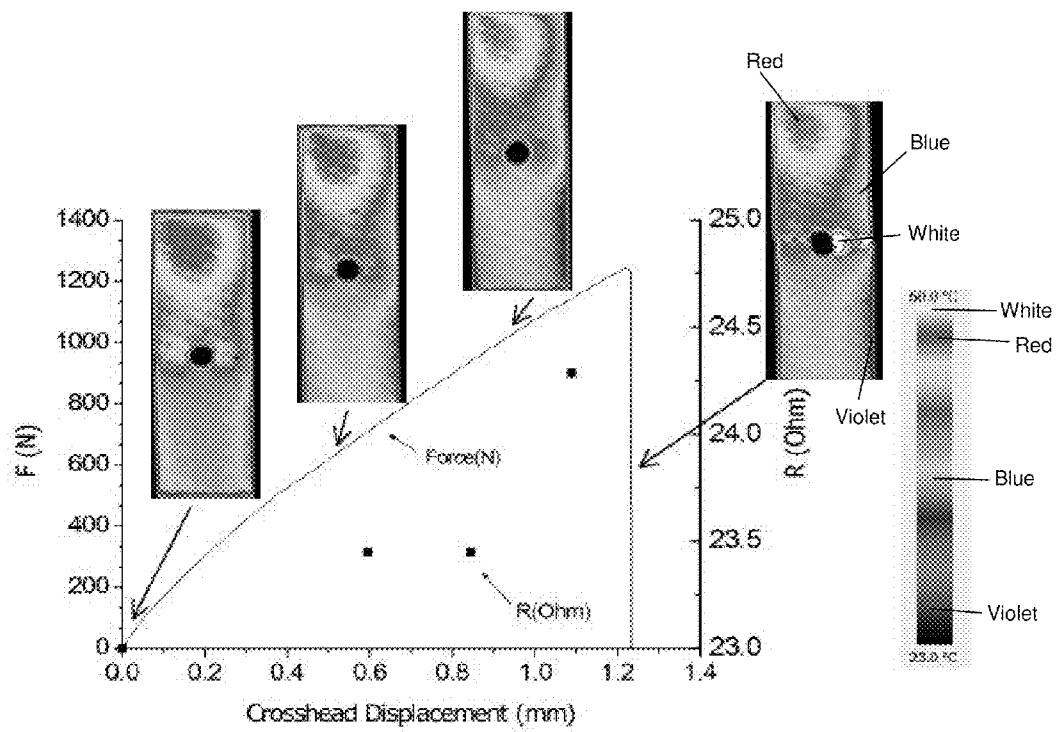 Red
Blue
White
Violet
1400
1200
1000
800
600
400
200
0
F (N)
25.0
24.5
24.0
23.5
23.0
R (Ohm)
Force(N)
R(Ohm)
0.0 0.2 0.4 0.6 0.8 1.0 1.2 1.4
Crosshead Displacement (mm)
White
Red
Blue
Violet
23.0 °C